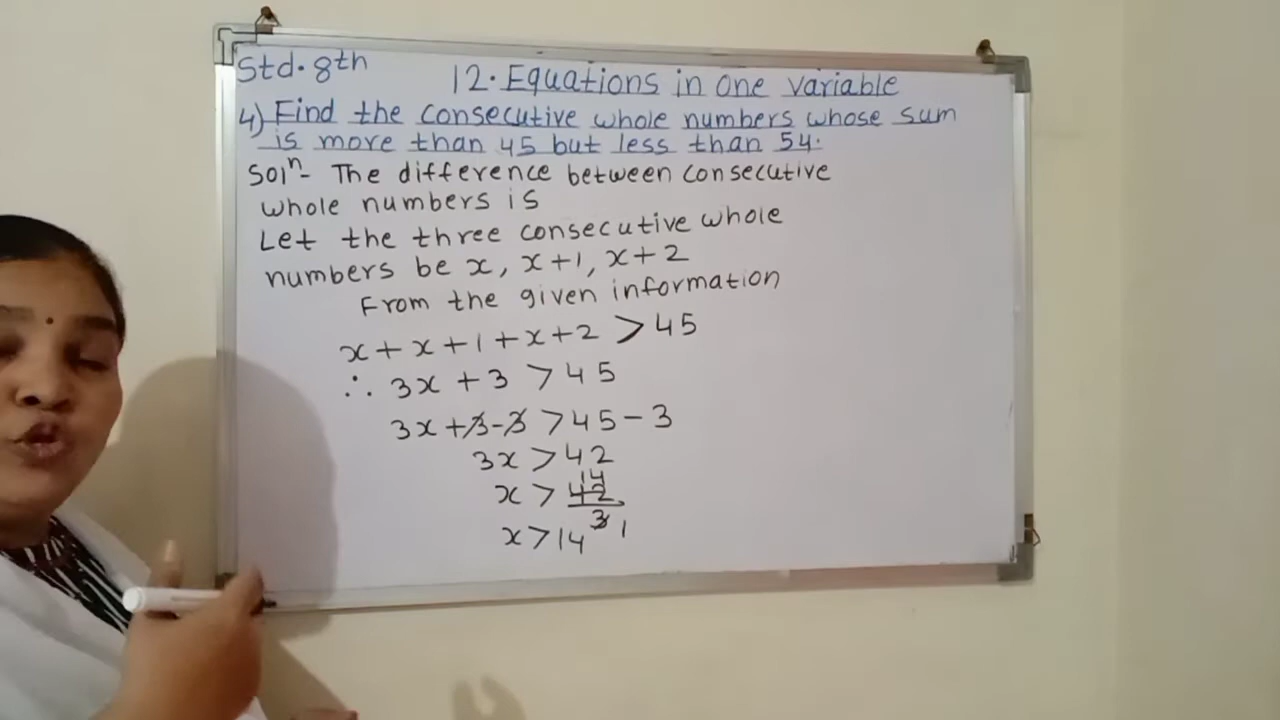 Std. 8th
12. Equations in one variable
4) Find the consecutive whole numbers whose sum
is more than 45 but less than 54.
Solⁿ- The difference between consecutive
whole numbers is
Let the three consecutive whole
numbers be x, x+1, x+2
From the given information
x + x + 1 + x + 2 > 45
∴ 3x + 3 > 45
3x + 3 - 3 > 45 - 3
3x > 42
14
x > 42
3 1
x > 14